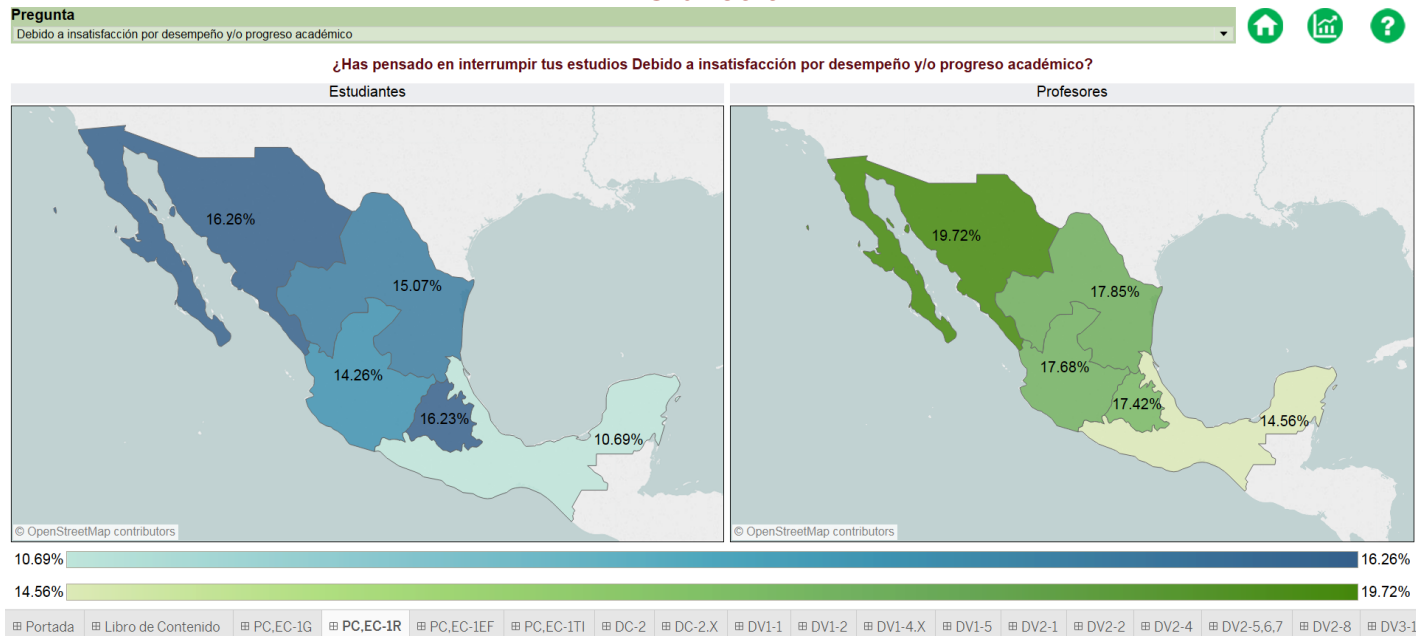 Pregunta
Debido a insatisfacción por desempeño y/o progreso académico
?
¿Has pensado en interrumpir tus estudios Debido a insatisfacción por desempeño y/o progreso académico?
Estudiantes
Profesores
16.26%
15.07%
14.26%
16.23%
10.69%
© OpenStreetMap contributors
19.72%
17.85%
17.68%
17.42%
14.56%
© OpenStreetMap contributors
10.69% 16.26%
14.56% 19.72%
Portada Libro de Contenido PC,EC-1G PC,EC-1R PC,EC-1EF PC,EC-1TI DC-2 DC-2.X DV1-1 DV1-2 DV1-4.X DV1-5 DV2-1 DV2-2 DV2-4 DV2-5,6,7 DV2-8 DV3-1